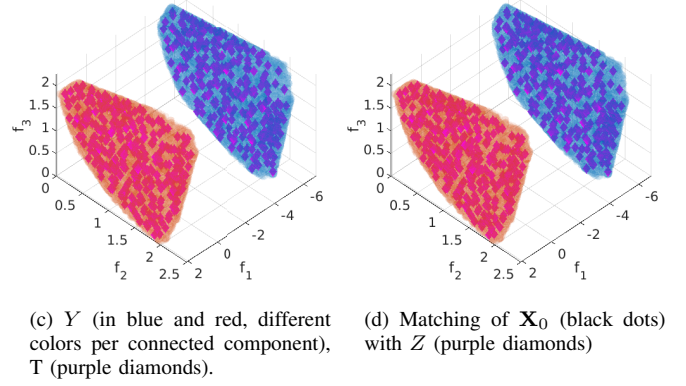 2
1.5
1
0.5
0
f3
0
0.5
1
1.5
2
2.5
f2
2
0
-2
-4
-6
f1
2
1.5
1
0.5
0
f3
0
0.5
1
1.5
2
2.5
f2
2
0
-2
-4
-6
f1
(c) Y (in blue and red, different
colors per connected component),
T (purple diamonds).
(d) Matching of X0 (black dots)
with Z (purple diamonds)